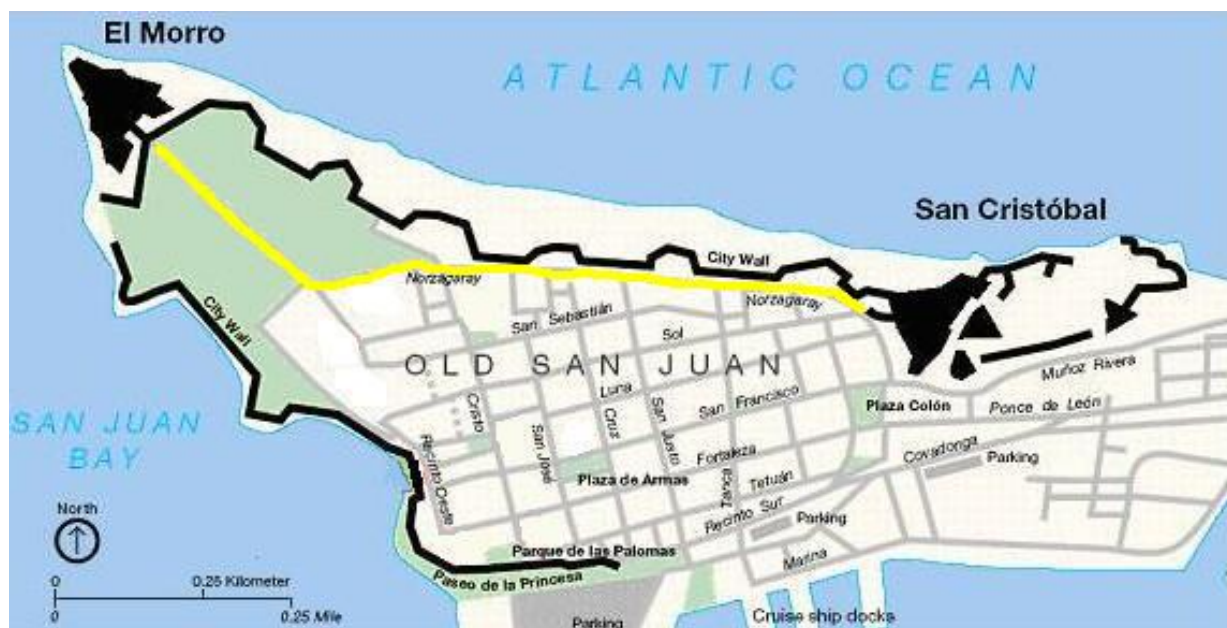 El Morro
ATLANTIC OCEAN
San Cristóbal
City Wall
Norzagaray
Norzagaray
San Sebastián
Sol
City Wall
OLD SAN JUAN
Muñoz Rivera
Luna
San Francisco
Plaza Colón
Ponce de León
SAN JUAN
BAY
Cristo
Cruz
San Justo
San José
Recinto Oeste
Fortaleza
Covadonga
Parking
Plaza de Armas
Tanca
Tetuán
Recinto Sur
North
Parking
Parque de las Palomas
Marina
Paseo de la Princesa
0
0.25 Kilometer
0
0.25 Mile
Parking
Cruise ship docks